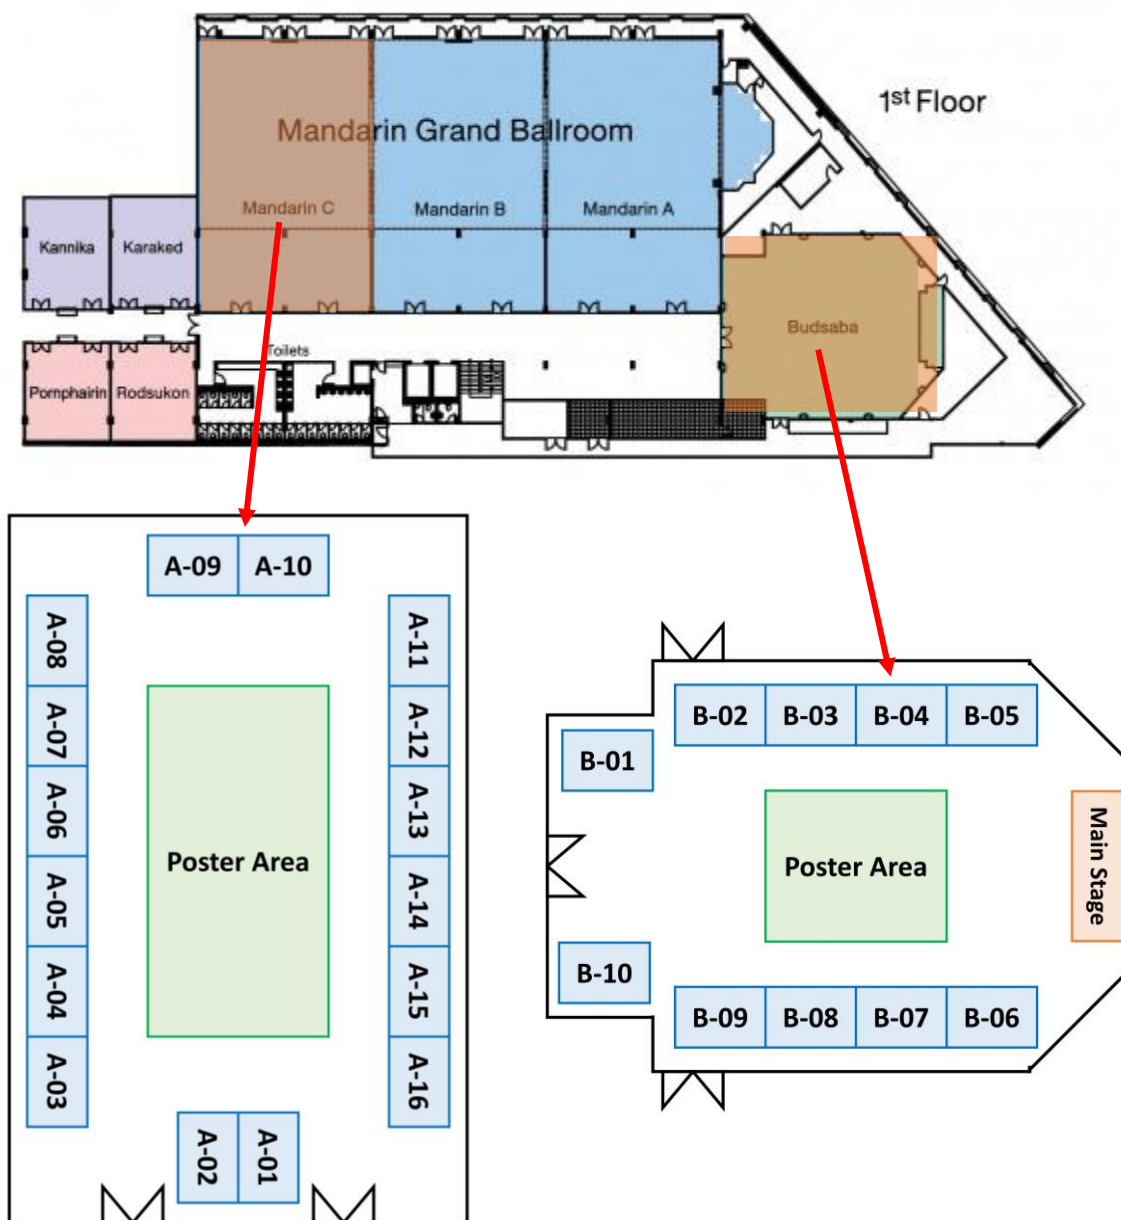 1st Floor
Mandarin Grand Ballroom
Mandarin C
Mandarin B
Mandarin A
Kannika
Karaked
Budsaba
Toilets
Pornphairin
Rodsukon
A-09
A-10
A-08
A-11
A-07
A-12
A-06
A-13
Poster Area
A-05
A-14
A-04
A-15
A-03
A-16
A-02
A-01
B-02
B-03
B-04
B-05
B-01
Poster Area
Main Stage
B-10
B-09
B-08
B-07
B-06